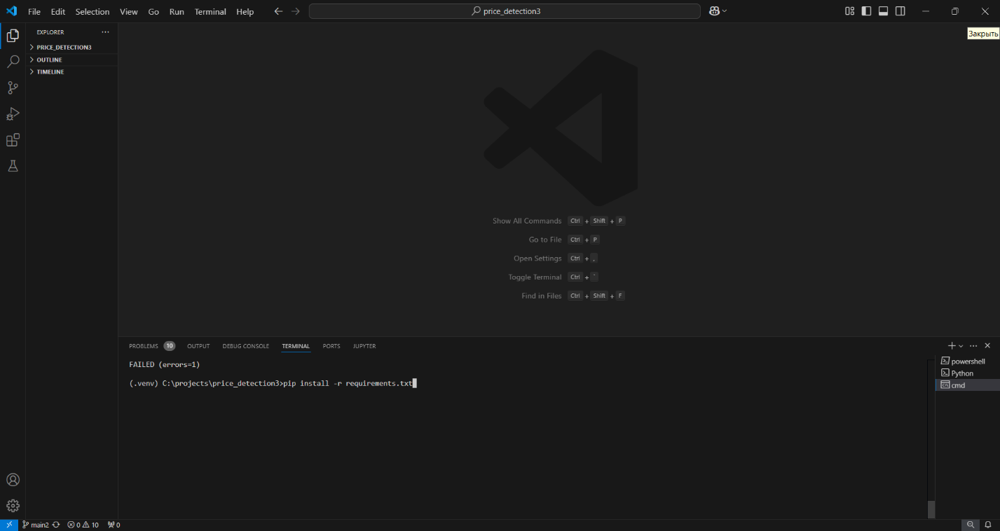 File Edit Selection View Go Run Terminal Help
price_detection3
Закрыть
EXPLORER
PRICE_DETECTION3
OUTLINE
TIMELINE
Show All Commands Ctrl + Shift + P
Go to File Ctrl + P
Open Settings Ctrl + ,
Toggle Terminal Ctrl + `
Find in Files Ctrl + Shift + F
PROBLEMS 10 OUTPUT DEBUG CONSOLE TERMINAL PORTS JUPYTER
FAILED (errors=1)
(.venv) C:\projects\price_detection3>pip install -r requirements.txt
powershell
Python
cmd
main2 0 10 0